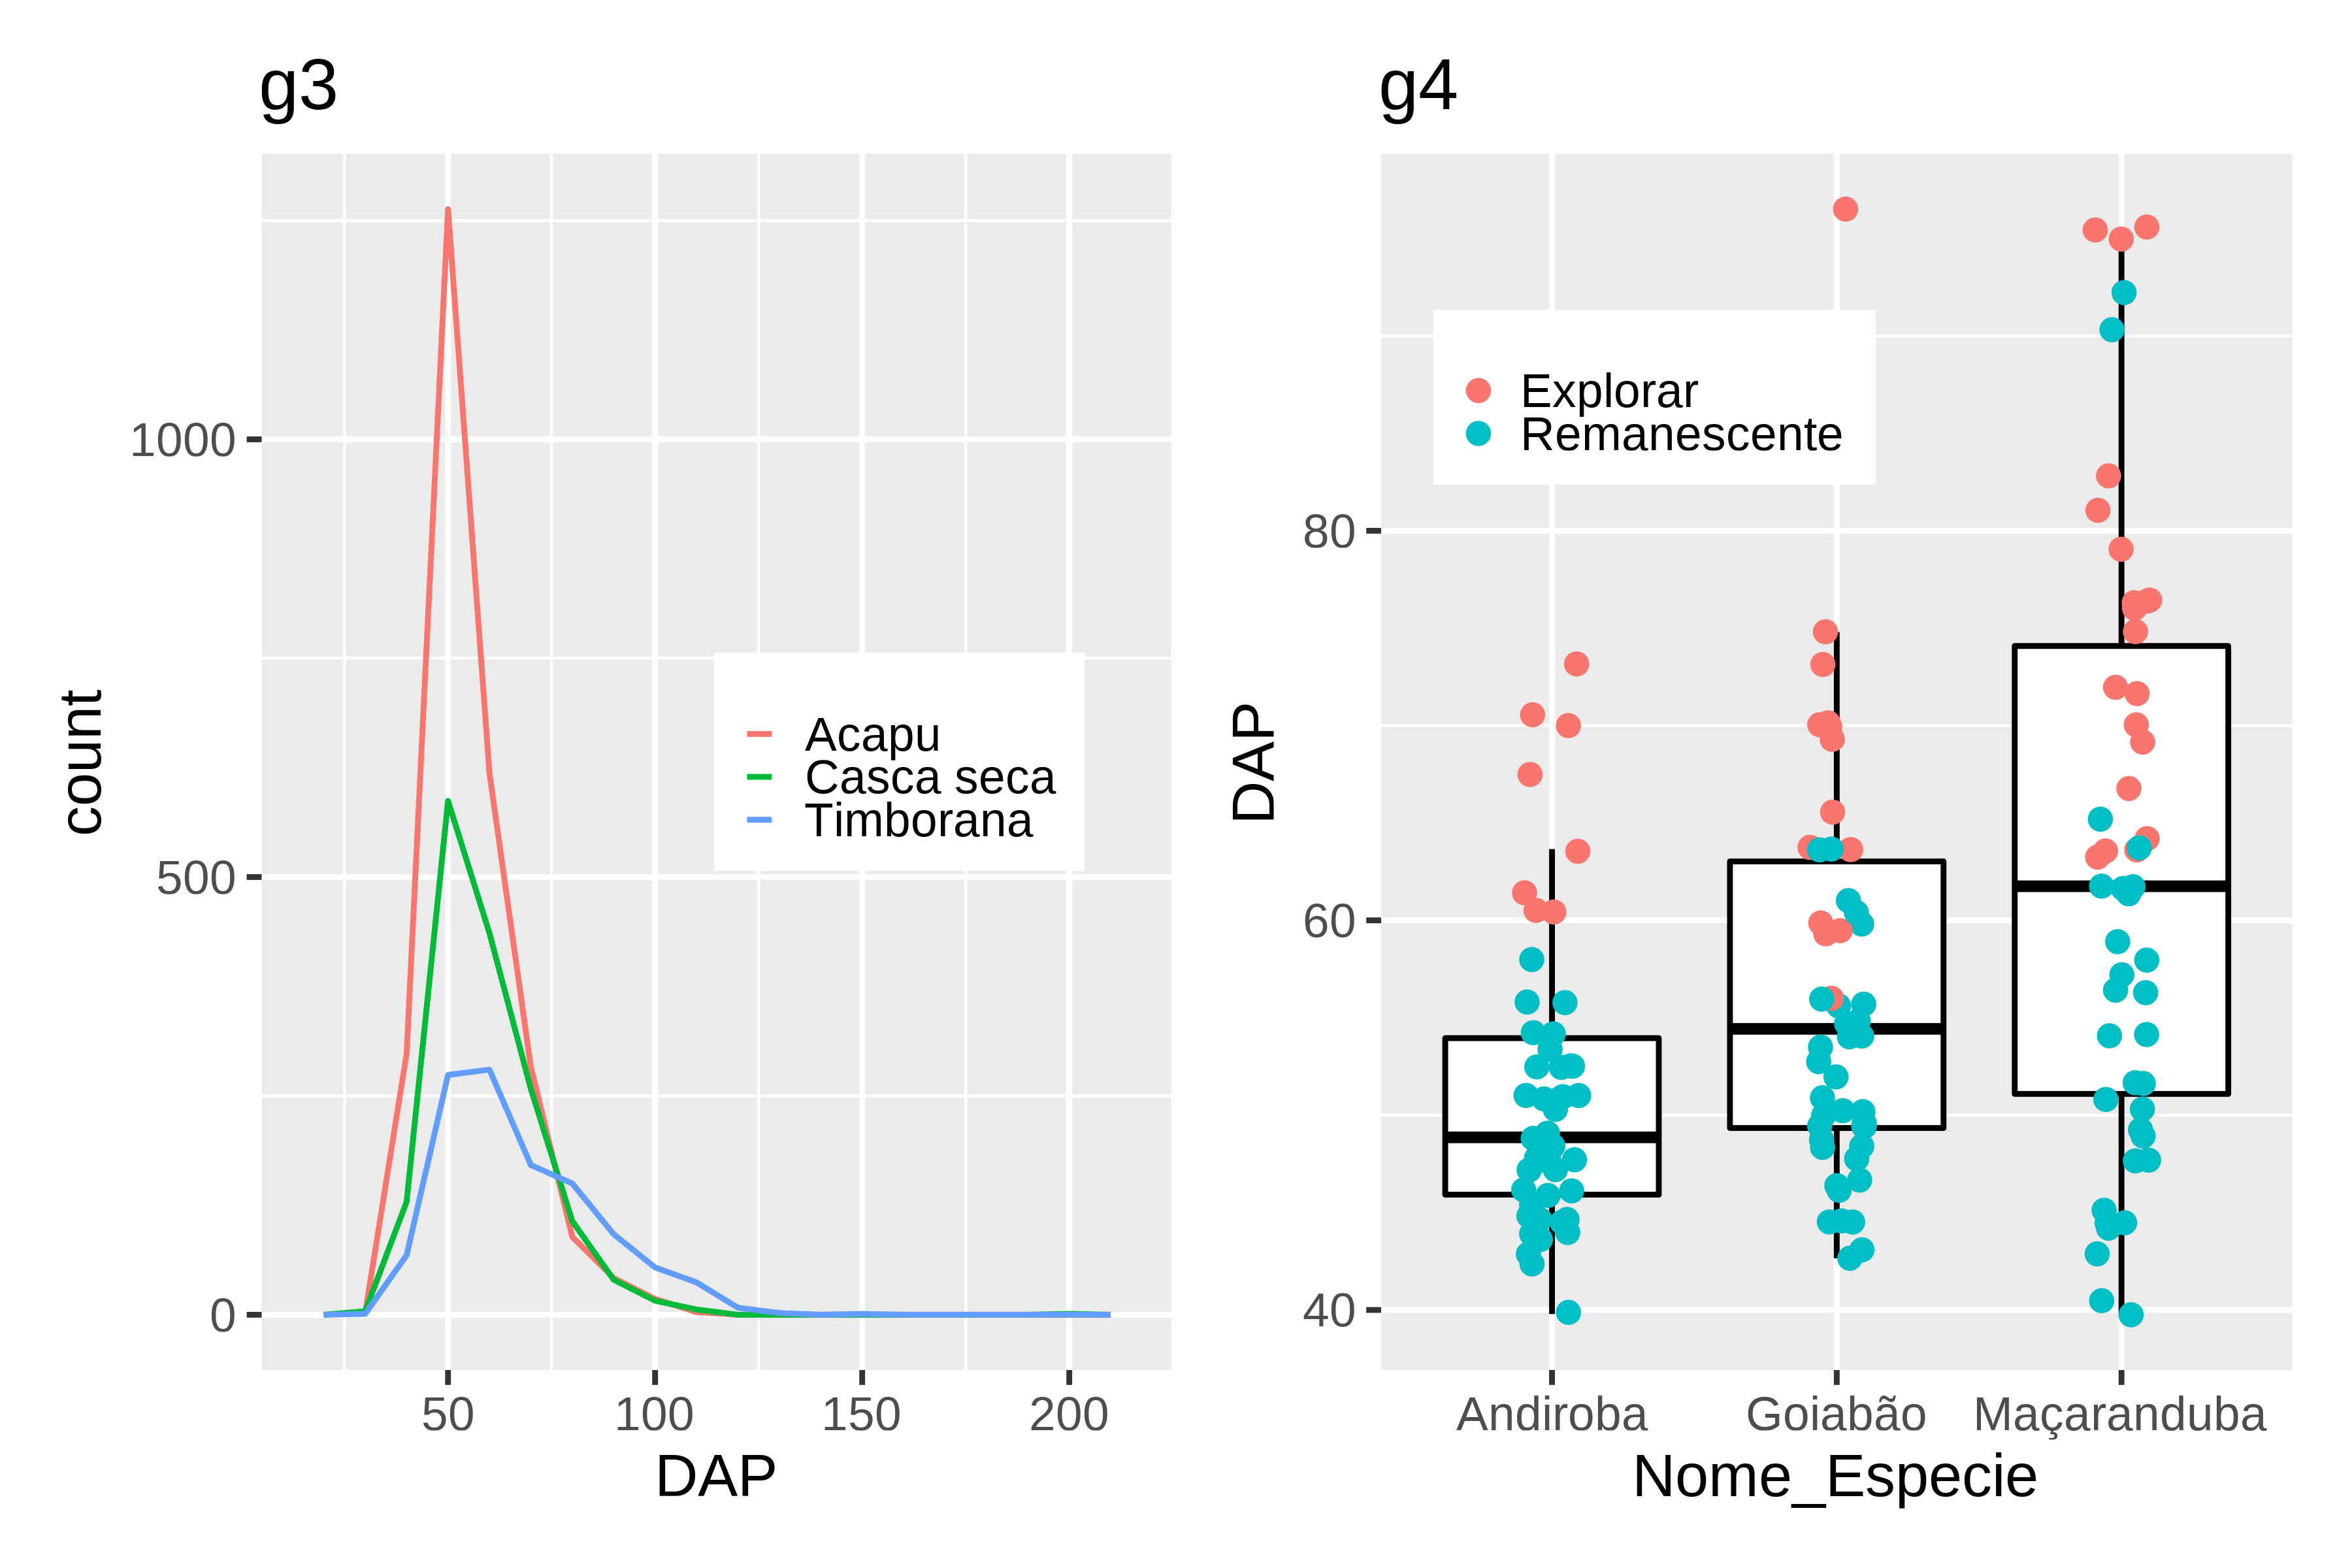 g3
count
1000
500
0
Acapu
Casca seca
Timborana
50 100 150 200
DAP
g4
DAP
80
60
40
Explorar
Remanescente
Andiroba Goiabão Maçaranduba
Nome_Especie